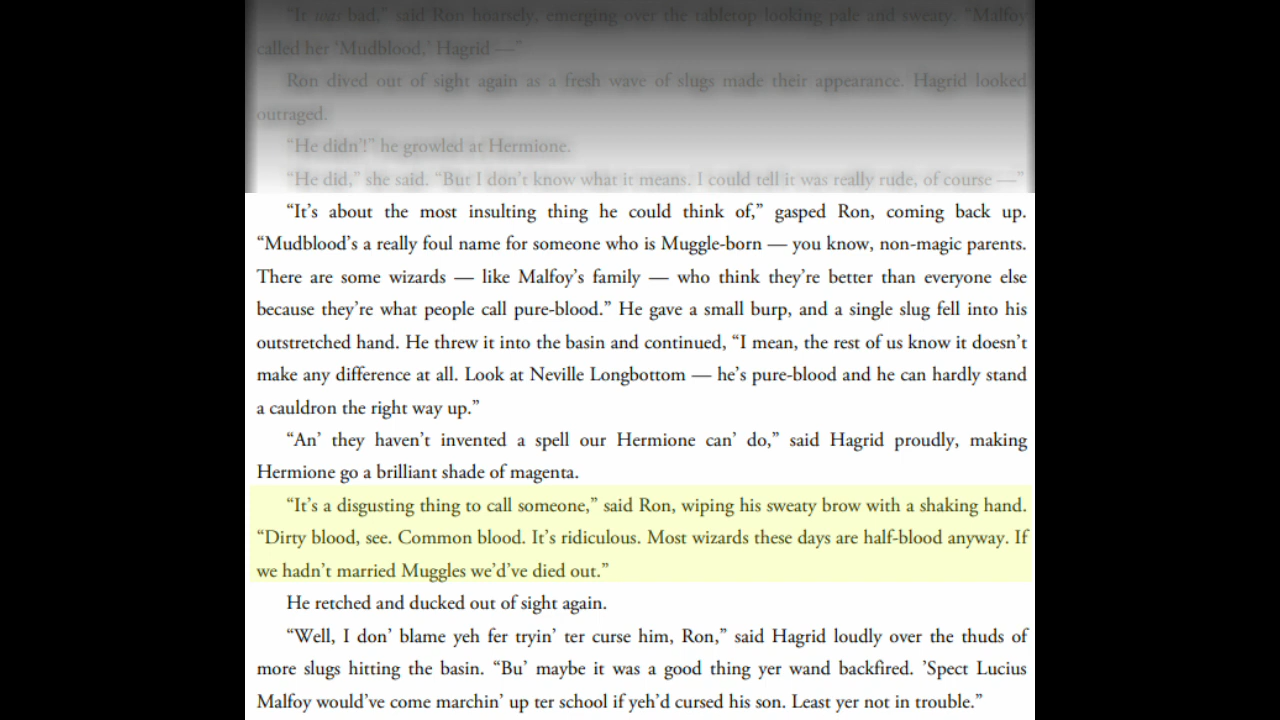 “It was bad,” said Ron hoarsely, emerging over the tabletop looking pale and sweaty. “Malfoy
called her ‘Mudblood,’ Hagrid —”
Ron dived out of sight again as a fresh wave of slugs made their appearance. Hagrid looked
outraged.
“He didn’t!” he growled at Hermione.
“He did,” she said. “But I don’t know what it means. I could tell it was really rude, of course —”
“It’s about the most insulting thing he could think of,” gasped Ron, coming back up.
“Mudblood’s a really foul name for someone who is Muggle-born — you know, non-magic parents.
There are some wizards — like Malfoy’s family — who think they’re better than everyone else
because they’re what people call pure-blood.” He gave a small burp, and a single slug fell into his
outstretched hand. He threw it into the basin and continued, “I mean, the rest of us know it doesn’t
make any difference at all. Look at Neville Longbottom — he’s pure-blood and he can hardly stand
a cauldron the right way up.”
“An’ they haven’t invented a spell our Hermione can’ do,” said Hagrid proudly, making
Hermione go a brilliant shade of magenta.
“It’s a disgusting thing to call someone,” said Ron, wiping his sweaty brow with a shaking hand.
“Dirty blood, see. Common blood. It’s ridiculous. Most wizards these days are half-blood anyway. If
we hadn’t married Muggles we’d’ve died out.”
He retched and ducked out of sight again.
“Well, I don’ blame yeh fer tryin’ ter curse him, Ron,” said Hagrid loudly over the thuds of
more slugs hitting the basin. “Bu’ maybe it was a good thing yer wand backfired. ’Spect Lucius
Malfoy would’ve come marchin’ up ter school if yeh’d cursed his son. Least yer not in trouble.”